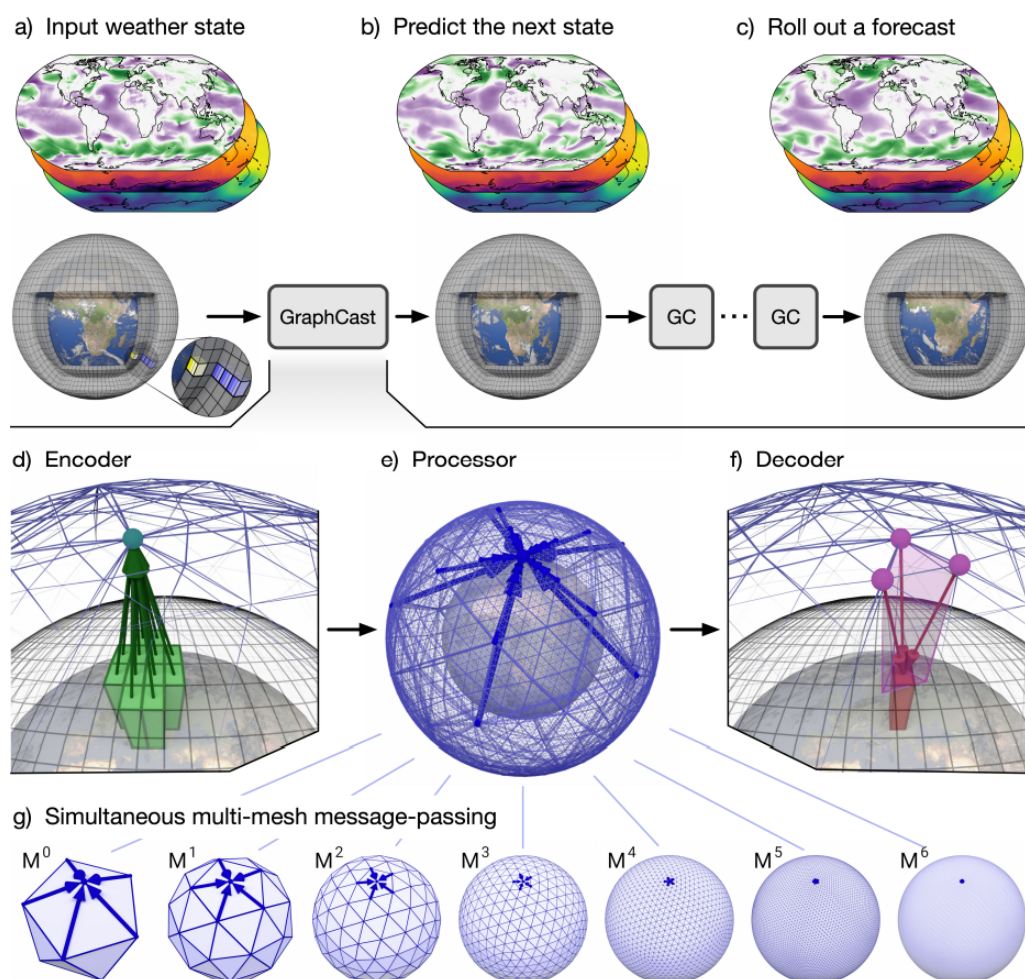 a) Input weather state
b) Predict the next state
c) Roll out a forecast
GraphCast
GC
...
GC
d) Encoder
e) Processor
f) Decoder
g) Simultaneous multi-mesh message-passing
M⁰
M¹
M²
M³
M⁴
M⁵
M⁶